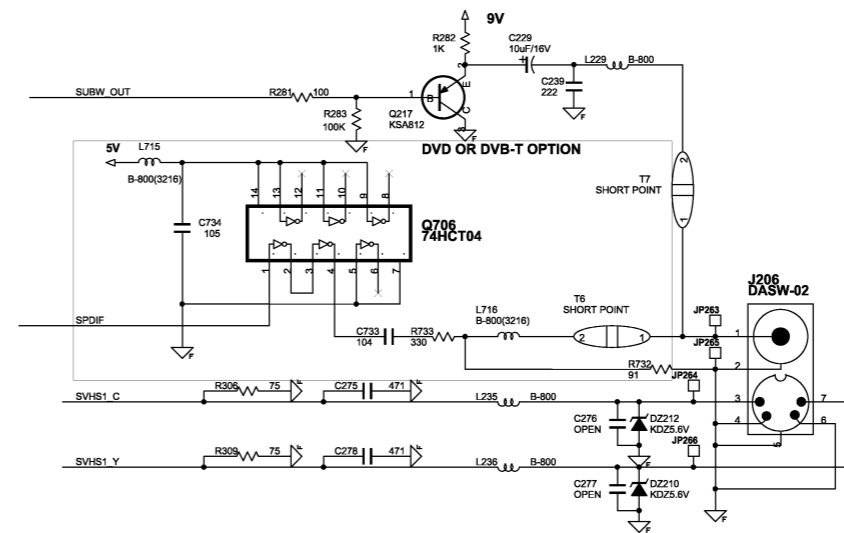 9V
R282
1K
C229
10uF/16V
+
L229 B-800
2
C239
222
SUBW_OUT
R281 100
1
B
E
C
3
Q217
KSA812
R283
100K
F
F
F
DVD OR DVB-T OPTION
5V
L715
B-800(3216)
2
T7
SHORT POINT
1
14
13
12
11
10
9
8
C734
105
Q706
74HCT04
1
2
3
4
5
6
7
J206
DASW-02
SPDIF
F
C733
104
R733
330
L716
B-800(3216)
T6
SHORT POINT
2
1
JP263
1
JP265
2
R732
91
JP264
SVHS1_C
R306 75
F
C275 471
F
L235 B-800
C276
OPEN
DZ212
KDZ5.6V
F
3
7
4
6
5
JP266
SVHS1_Y
R309 75
F
C278 471
F
L236 B-800
C277
OPEN
DZ210
KDZ5.6V
F
F